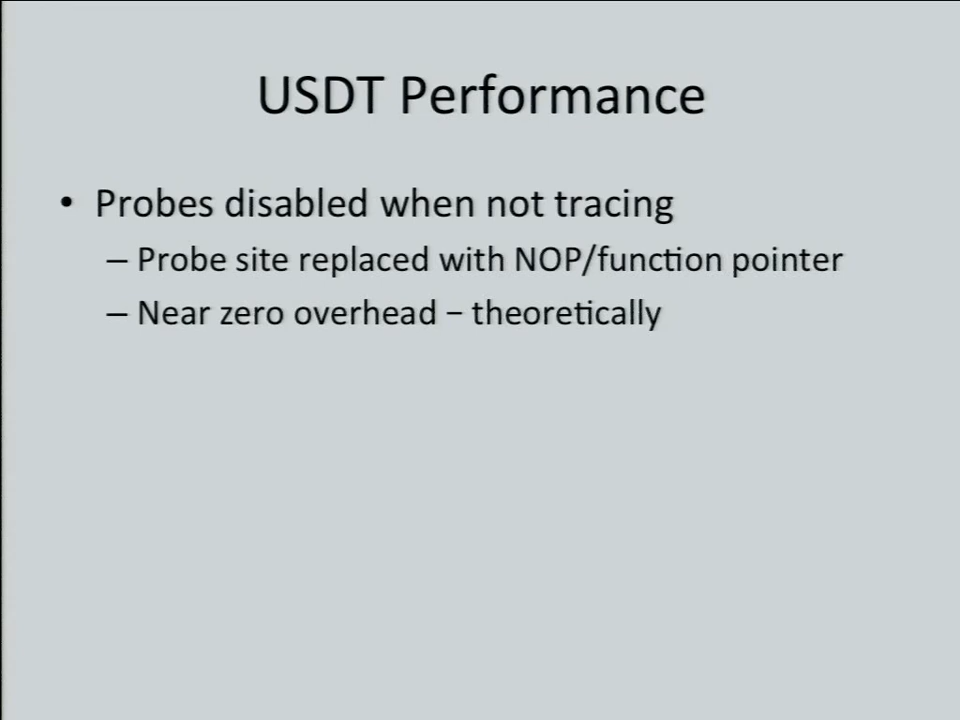 USDT Performance
• Probes disabled when not tracing
– Probe site replaced with NOP/function pointer
– Near zero overhead – theoretically